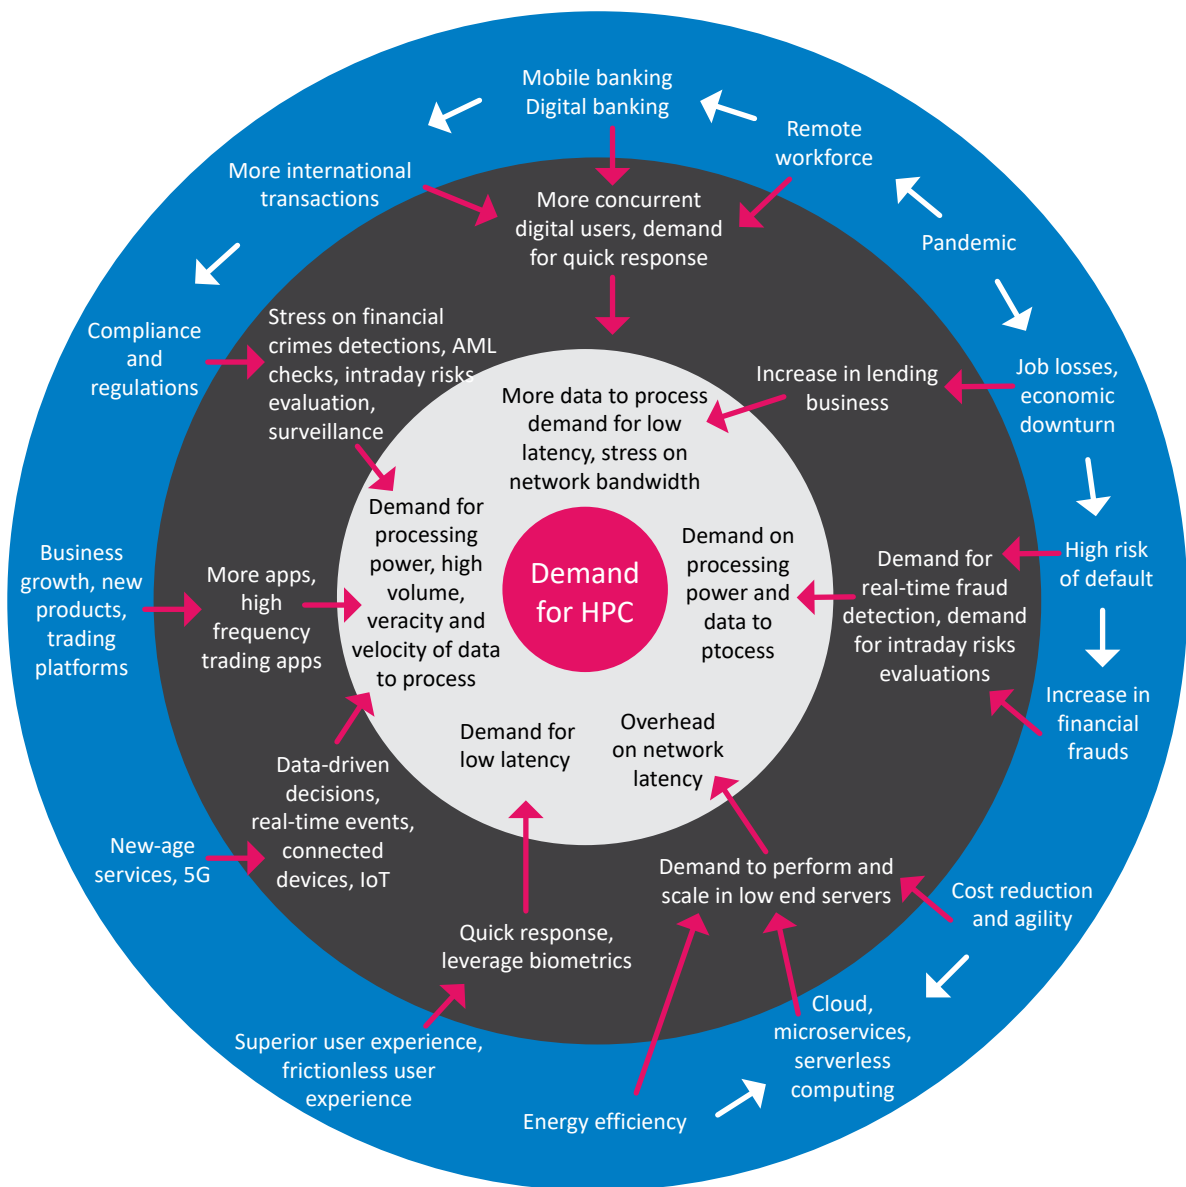 Mobile banking
Digital banking
Remote
workforce
Pandemic
More international
transactions
More concurrent
digital users, demand
for quick response
Compliance
and
regulations
Stress on financial
crimes detections, AML
checks, intraday risks
evaluation,
surveillance
Increase in lending
business
Job losses,
economic
downturn
More data to process
demand for low
latency, stress on
network bandwidth
Business
growth, new
products,
trading
platforms
More apps,
high
frequency
trading apps
Demand for
processing
power, high
volume,
veracity and
velocity of data
to process
Demand
for HPC
Demand on
processing
power and
data to
ptocess
Demand for
real-time fraud
detection, demand
for intraday risks
evaluations
High risk
of default
Increase in
financial
frauds
Demand for
low latency
Overhead
on network
latency
New-age
services, 5G
Data-driven
decisions,
real-time events,
connected
devices, IoT
Quick response,
leverage biometrics
Demand to perform and
scale in low end servers
Cost reduction
and agility
Superior user experience,
frictionless user
experience
Energy efficiency
Cloud,
microservices,
serverless
computing